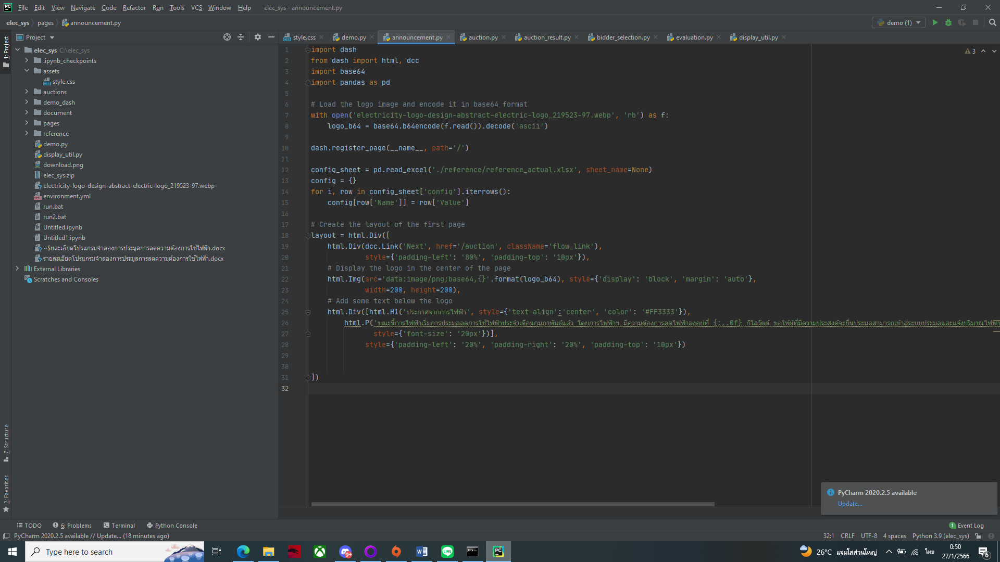 PC File Edit View Navigate Code Refactor Run Tools VCS Window Help elec_sys - announcement.py
elec_sys pages announcement.py demo (1)
1: Project
Project
style.css demo.py announcement.py auction.py auction_result.py bidder_selection.py evaluation.py display_util.py
elec_sys C:\elec_sys
.ipynb_checkpoints
assets
style.css
auctions
demo_dash
document
pages
reference
demo.py
display_util.py
download.png
elec_sys.zip
electricity-logo-design-abstract-electric-logo_219523-97.webp
environment.yml
run.bat
run2.bat
Untitled.ipynb
Untitled1.ipynb
~$ยละเอียดโปรแกรมจำลองการประมูลการลดความต้องการใช้ไฟฟ้า.docx
รายละเอียดโปรแกรมจำลองการประมูลการลดความต้องการใช้ไฟฟ้า.docx
External Libraries
Scratches and Consoles
3
1 import dash
2 from dash import html, dcc
3 import base64
4 import pandas as pd
5
6 # Load the logo image and encode it in base64 format
7 with open('electricity-logo-design-abstract-electric-logo_219523-97.webp', 'rb') as f:
8 logo_b64 = base64.b64encode(f.read()).decode('ascii')
9
10 dash.register_page(__name__, path='/')
11
12 config_sheet = pd.read_excel('./reference/reference_actual.xlsx', sheet_name=None)
13 config = {}
14 for i, row in config_sheet['config'].iterrows():
15 config[row['Name']] = row['Value']
16
17 # Create the layout of the first page
18 layout = html.Div([
19 html.Div(dcc.Link('Next', href='/auction', className='flow_link'),
20 style={'padding-left': '80%', 'padding-top': '10px'}),
21 # Display the logo in the center of the page
22 html.Img(src='data:image/png;base64,{}'.format(logo_b64), style={'display': 'block', 'margin': 'auto'},
23 width=200, height=200),
24 # Add some text below the logo
25 html.Div([html.H1('ประกาศจากการไฟฟ้า', style={'text-align':'center', 'color': '#FF3333'}),
26 html.P('ขณะนี้การไฟฟ้าเริ่มการประมูลลดการใช้ไฟฟ้าประจำเดือนกุมภาพันธ์แล้ว โดยการไฟฟ้าฯ มีความต้องการลดไฟฟ้าลงอยู่ที่ {:,.0f} กิโลวัตต์ ขอให้ผู้ที่มีความประสงค์จะยื่นประมูลสามารถเข้าสู่ระบบประมูลและแจ้งปริมาณไฟฟ้า
27 style={'font-size': '20px'})],
28 style={'padding-left': '20%', 'padding-right': '20%', 'padding-top': '10px'})
29
30
31 ])
32
7: Structure
2: Favorites
PyCharm 2020.2.5 available
Update...
TODO 6: Problems Terminal Python Console 1 Event Log
PyCharm 2020.2.5 available // Update... (18 minutes ago) 32:1 CRLF UTF-8 4 spaces Python 3.9 (elec_sys)
Type here to search 9+ W LINE PC 26°C แจ่มใสส่วนใหญ่ ไทย 0:50
27/1/2566 6